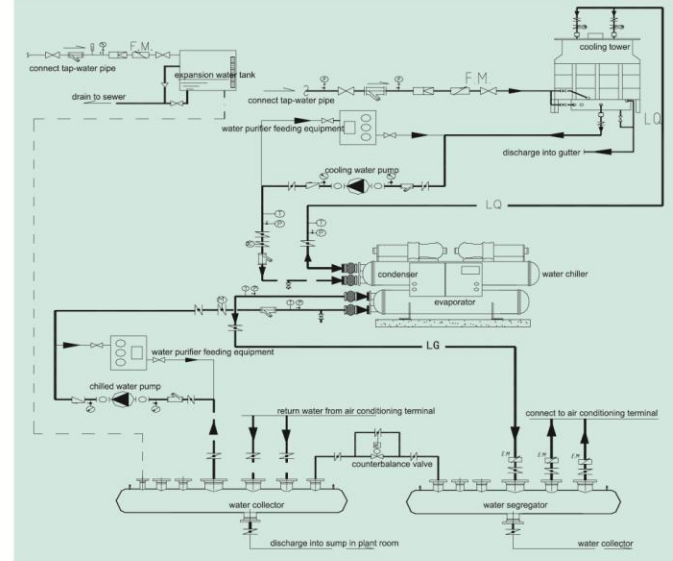 cooling tower
F.M.
connect tap-water pipe
expansion water tank
drain to sewer
F.M.
connect tap-water pipe
water purifier feeding equipment
LQ
discharge into gutter
cooling water pump
LQ
T
P
T
P
condenser
water chiller
evaporator
LG
water purifier feeding equipment
chilled water pump
return water from air conditioning terminal
connect to air conditioning terminal
counterbalance valve
F.M.
F.M.
F.M.
water collector
water segregator
discharge into sump in plant room
water collector